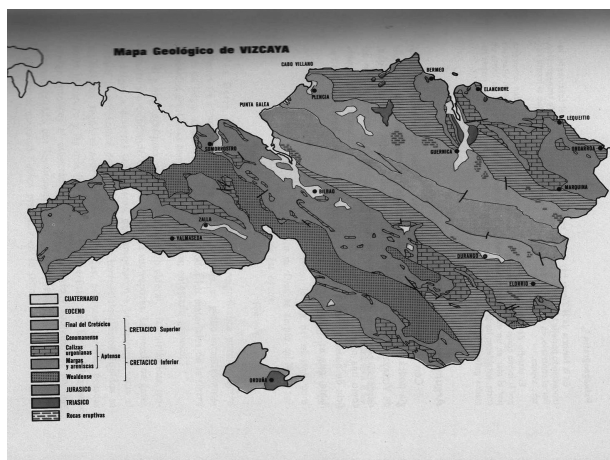 Mapa Geológico de VIZCAYA
CABO VILLANO
BERMEO
ELANCHOVE
PLENCIA
PUNTA GALEA
LEQUEITIO
SOMORROSTRO
GUERNICA
ONDARROA
BILBAO
MARQUINA
ZALLA
VALMASEDA
DURANGO
ELORRIO
ORDUÑA
CUATERNARIO
EOCENO
Final del Cretácico
CRETACICO Superior
Cenomanense
Calizas urgonianas
Aptense
Margas y areniscas
CRETACICO Inferior
Wealdense
JURASICO
TRIASICO
Rocas eruptivas